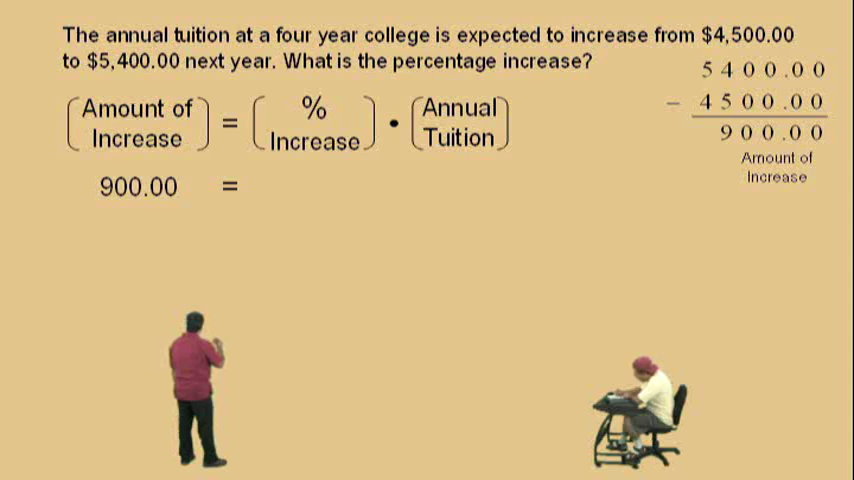 The annual tuition at a four year college is expected to increase from $4,500.00
to $5,400.00 next year. What is the percentage increase?
5400.00
− 4500.00
900.00
Amount of
Increase
Amount of = % • Annual
Increase Increase Tuition
900.00 =